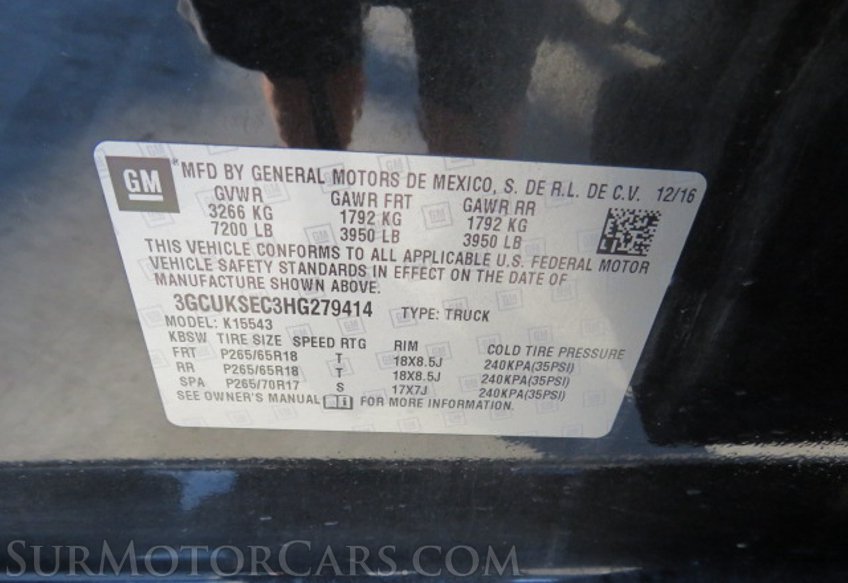 GM® MFD BY GENERAL MOTORS DE MEXICO, S. DE R.L. DE C.V. 12/16
GVWR GAWR FRT GAWR RR
3266 KG 1792 KG 1792 KG
7200 LB 3950 LB 3950 LB
THIS VEHICLE CONFORMS TO ALL APPLICABLE U.S. FEDERAL MOTOR
VEHICLE SAFETY STANDARDS IN EFFECT ON THE DATE OF
MANUFACTURE SHOWN ABOVE.
3GCUKSEC3HG279414 TYPE: TRUCK
MODEL: K15543
KBSW TIRE SIZE SPEED RTG RIM COLD TIRE PRESSURE
FRT P265/65R18 T 18X8.5J 240KPA(35PSI)
RR P265/65R18 T 18X8.5J 240KPA(35PSI)
SPA P265/70R17 S 17X7J 240KPA(35PSI)
SEE OWNER'S MANUAL FOR MORE INFORMATION.
SURMOTORCARS.COM